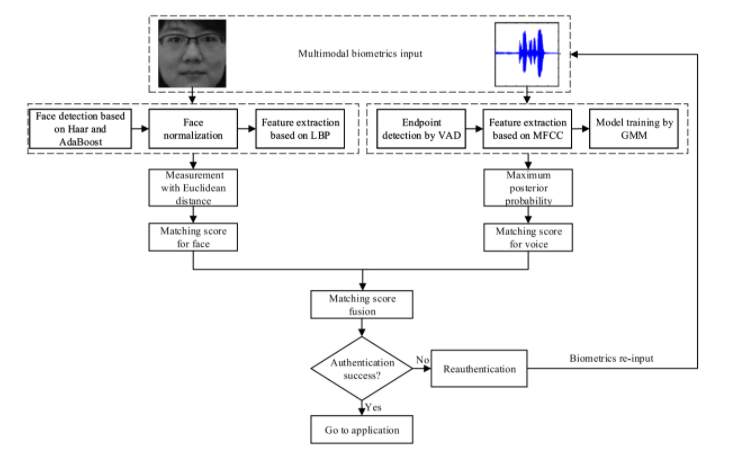 Multimodal biometrics input
Face detection based
on Haar and
AdaBoost
Face
normalization
Feature extraction
based on LBP
Endpoint
detection by VAD
Feature extraction
based on MFCC
Model training by
GMM
Measurement
with Euclidean
distance
Maximum
posterior
probability
Matching score
for face
Matching score
for voice
Matching score
fusion
Authentication
success?
No
Reauthentication
Biometrics re-input
Yes
Go to application